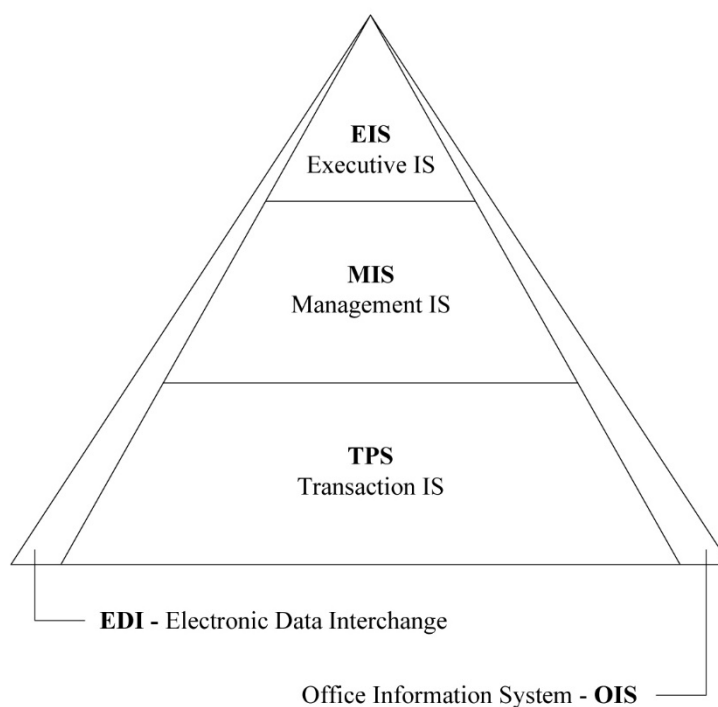 EIS
Executive IS
MIS
Management IS
TPS
Transaction IS
EDI - Electronic Data Interchange
Office Information System - OIS